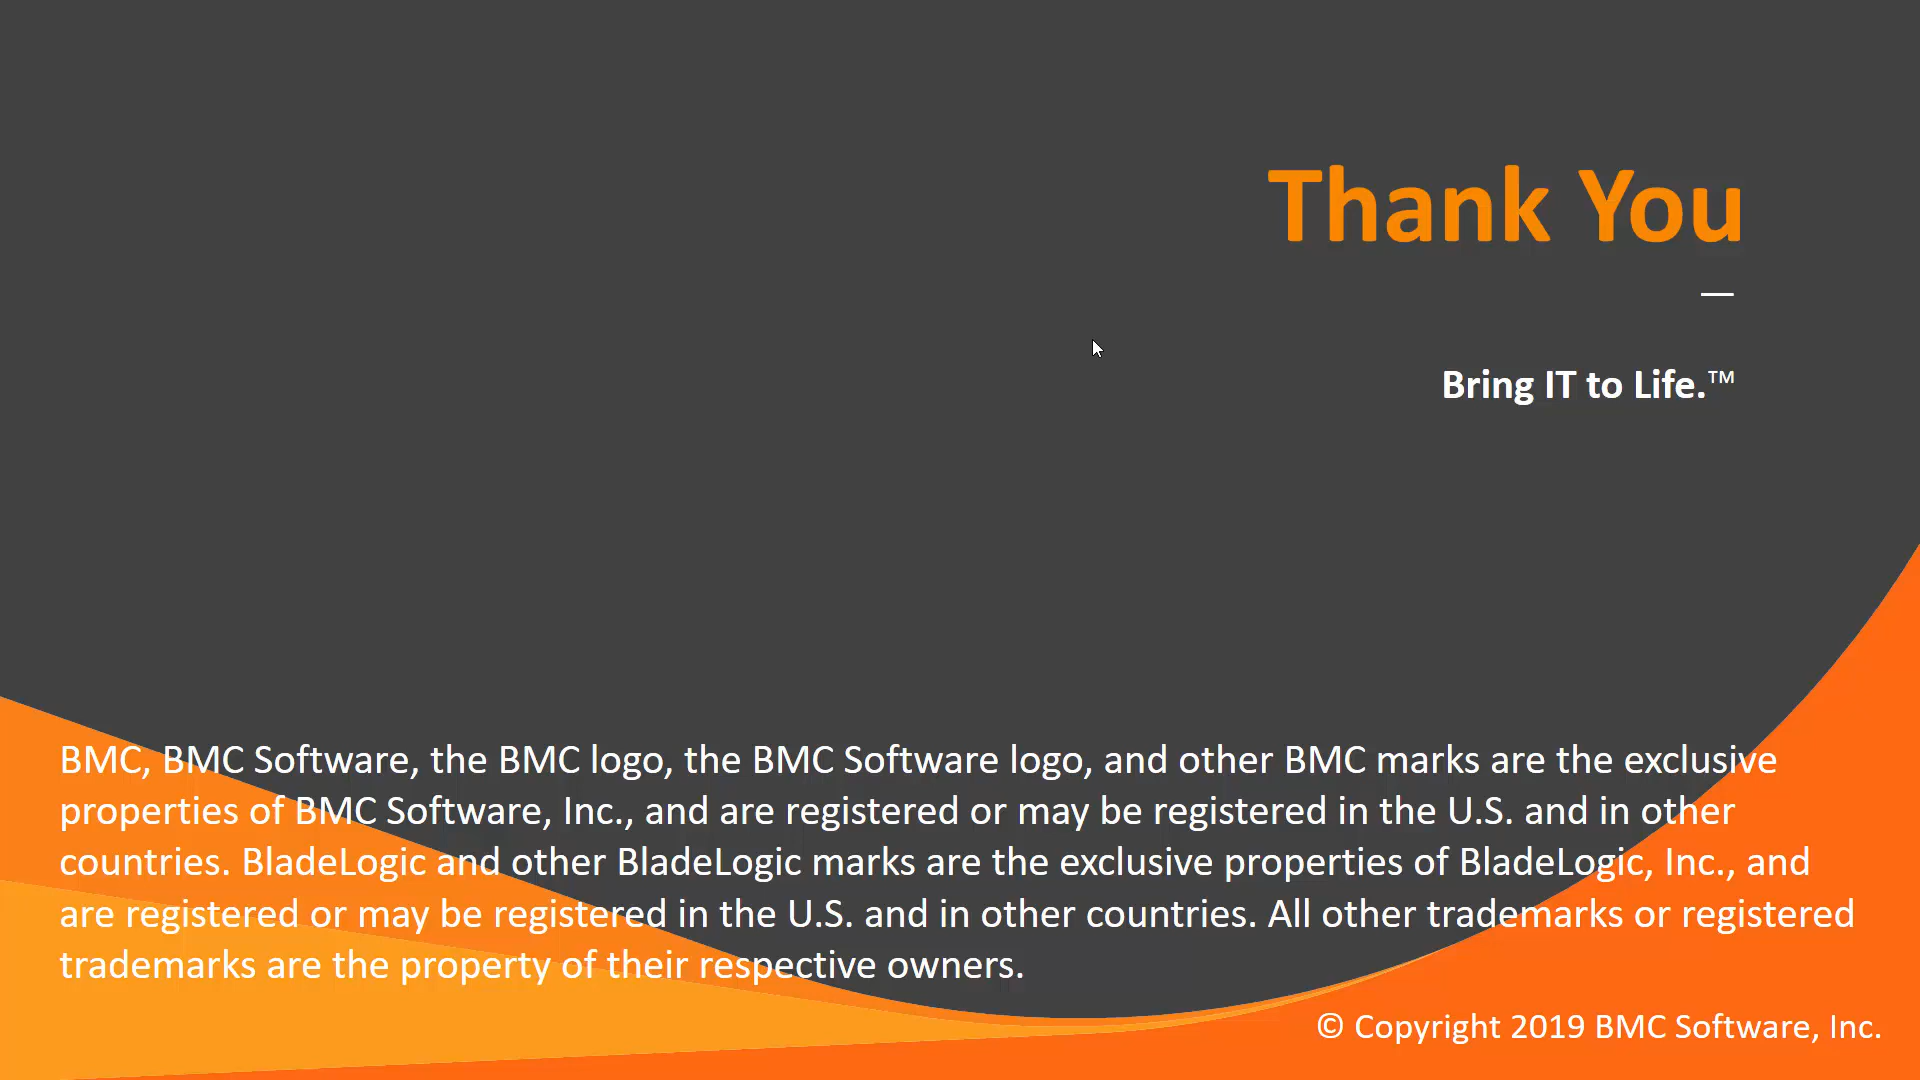 Thank You
Bring IT to Life.™
BMC, BMC Software, the BMC logo, the BMC Software logo, and other BMC marks are the exclusive
properties of BMC Software, Inc., and are registered or may be registered in the U.S. and in other
countries. BladeLogic and other BladeLogic marks are the exclusive properties of BladeLogic, Inc., and
are registered or may be registered in the U.S. and in other countries. All other trademarks or registered
trademarks are the property of their respective owners.
© Copyright 2019 BMC Software, Inc.